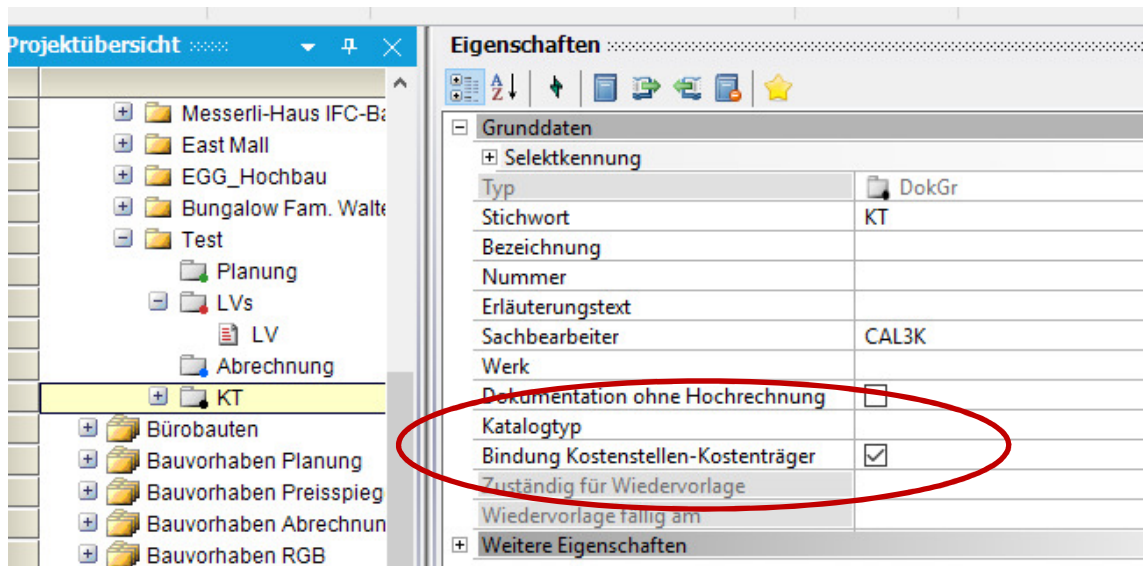 Projektübersicht
Messerli-Haus IFC-Ba
East Mall
EGG_Hochbau
Bungalow Fam. Walte
Test
Planung
LVs
LV
Abrechnung
KT
Bürobauten
Bauvorhaben Planung
Bauvorhaben Preisspieg
Bauvorhaben Abrechnun
Bauvorhaben RGB
Eigenschaften
A
Z
Grunddaten
Selektkennung
Typ DokGr
Stichwort KT
Bezeichnung
Nummer
Erläuterungstext
Sachbearbeiter CAL3K
Werk
Dokumentation ohne Hochrechnung
Katalogtyp
Bindung Kostenstellen-Kostenträger
Zuständig für Wiedervorlage
Wiedervorlage fällig am
Weitere Eigenschaften